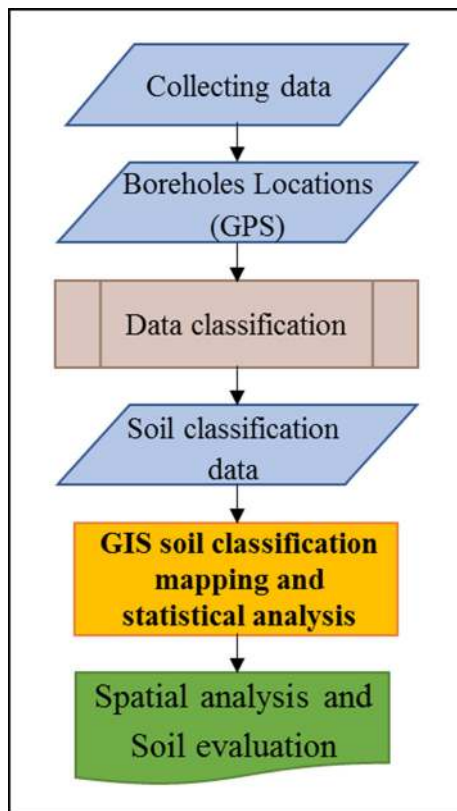 Collecting data
Boreholes Locations
(GPS)
Data classification
Soil classification
data
GIS soil classification
mapping and
statistical analysis
Spatial analysis and
Soil evaluation